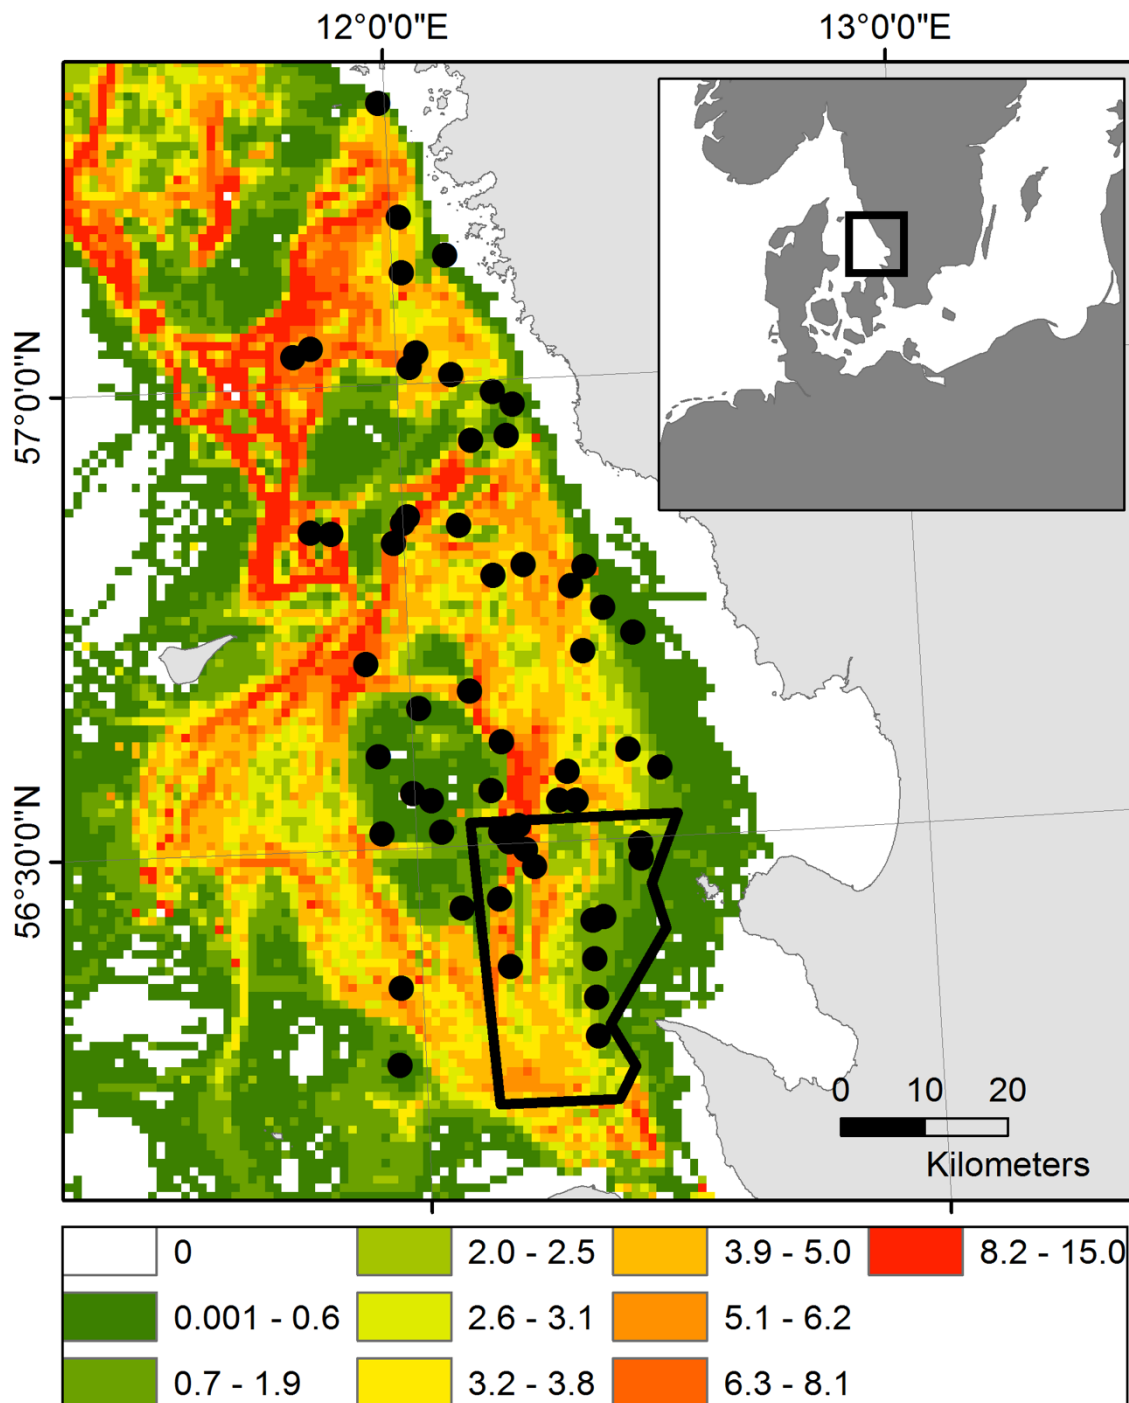 12°0'0"E 13°0'0"E
57°0'0"N
56°30'0"N
0 10 20
Kilometers
0 2.0 - 2.5 3.9 - 5.0 8.2 - 15.0
0.001 - 0.6 2.6 - 3.1 5.1 - 6.2
0.7 - 1.9 3.2 - 3.8 6.3 - 8.1